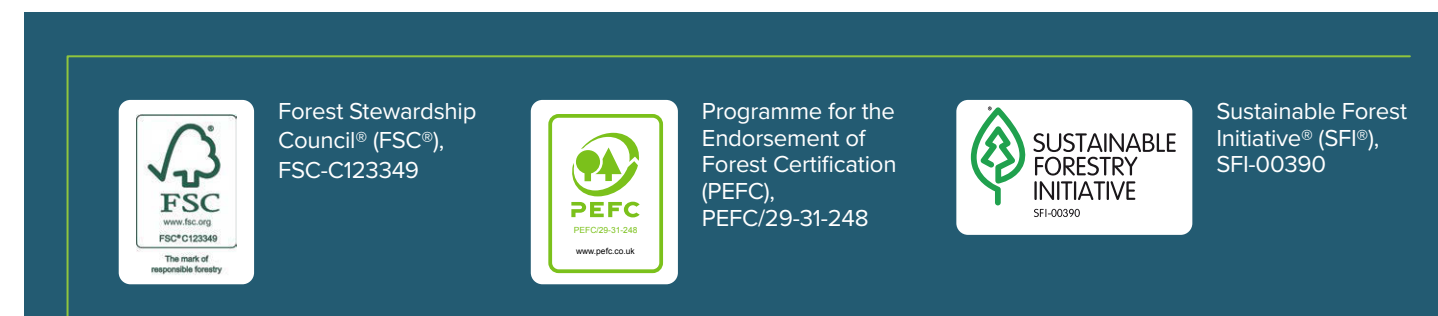 FSC
www.fsc.org
FSC® C123349
The mark of
responsible forestry
Forest Stewardship
Council® (FSC®),
FSC-C123349
PEFC
PEFC/29-31-248
www.pefc.co.uk
Programme for the
Endorsement of
Forest Certification
(PEFC),
PEFC/29-31-248
SUSTAINABLE
FORESTRY
INITIATIVE
SFI-00390
Sustainable Forest
Initiative® (SFI®),
SFI-00390